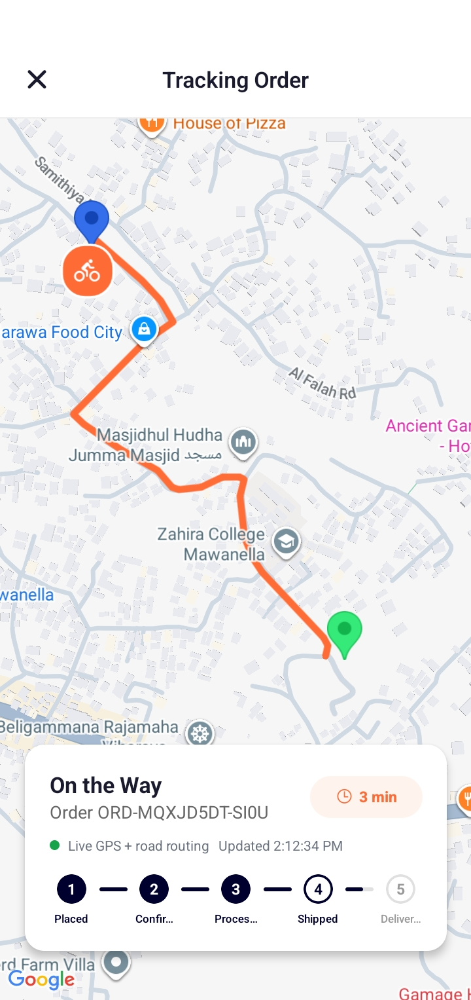 Tracking Order
House of Pizza
Samithiya
arawa Food City
Al Falah Rd
Ancient Gar
- Ho
Masjidhul Hudha
Jumma Masjid مسجد
Zahira College
Mawanella
wanella
Beligammana Rajamaha
On the Way
Order ORD-MQXJD5DT-SI0U
3 min
Live GPS + road routing Updated 2:12:34 PM
1 2 3 4 5
Placed Confir... Proces... Shipped Deliver...
rd Farm Villa
Google
Gamage H